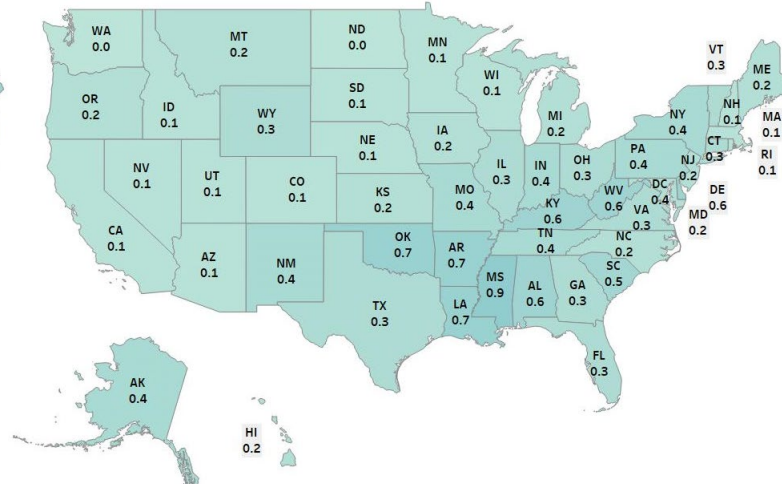 WA
0.0
MT
0.2
ND
0.0
MN
0.1
VT
0.3
ME
0.2
OR
0.2
ID
0.1
WY
0.3
SD
0.1
WI
0.1
MI
0.2
NY
0.4
NH
0.1
MA
0.1
NV
0.1
UT
0.1
CO
0.1
NE
0.1
IA
0.2
IL
0.3
IN
0.4
OH
0.3
PA
0.4
NJ
0.2
CT
0.3
RI
0.1
CA
0.1
KS
0.2
MO
0.4
KY
0.6
WV
0.6
DC
0.4
VA
0.3
DE
0.6
MD
0.2
AZ
0.1
NM
0.4
OK
0.7
AR
0.7
TN
0.4
NC
0.2
SC
0.5
TX
0.3
LA
0.7
MS
0.9
AL
0.6
GA
0.3
FL
0.3
AK
0.4
HI
0.2